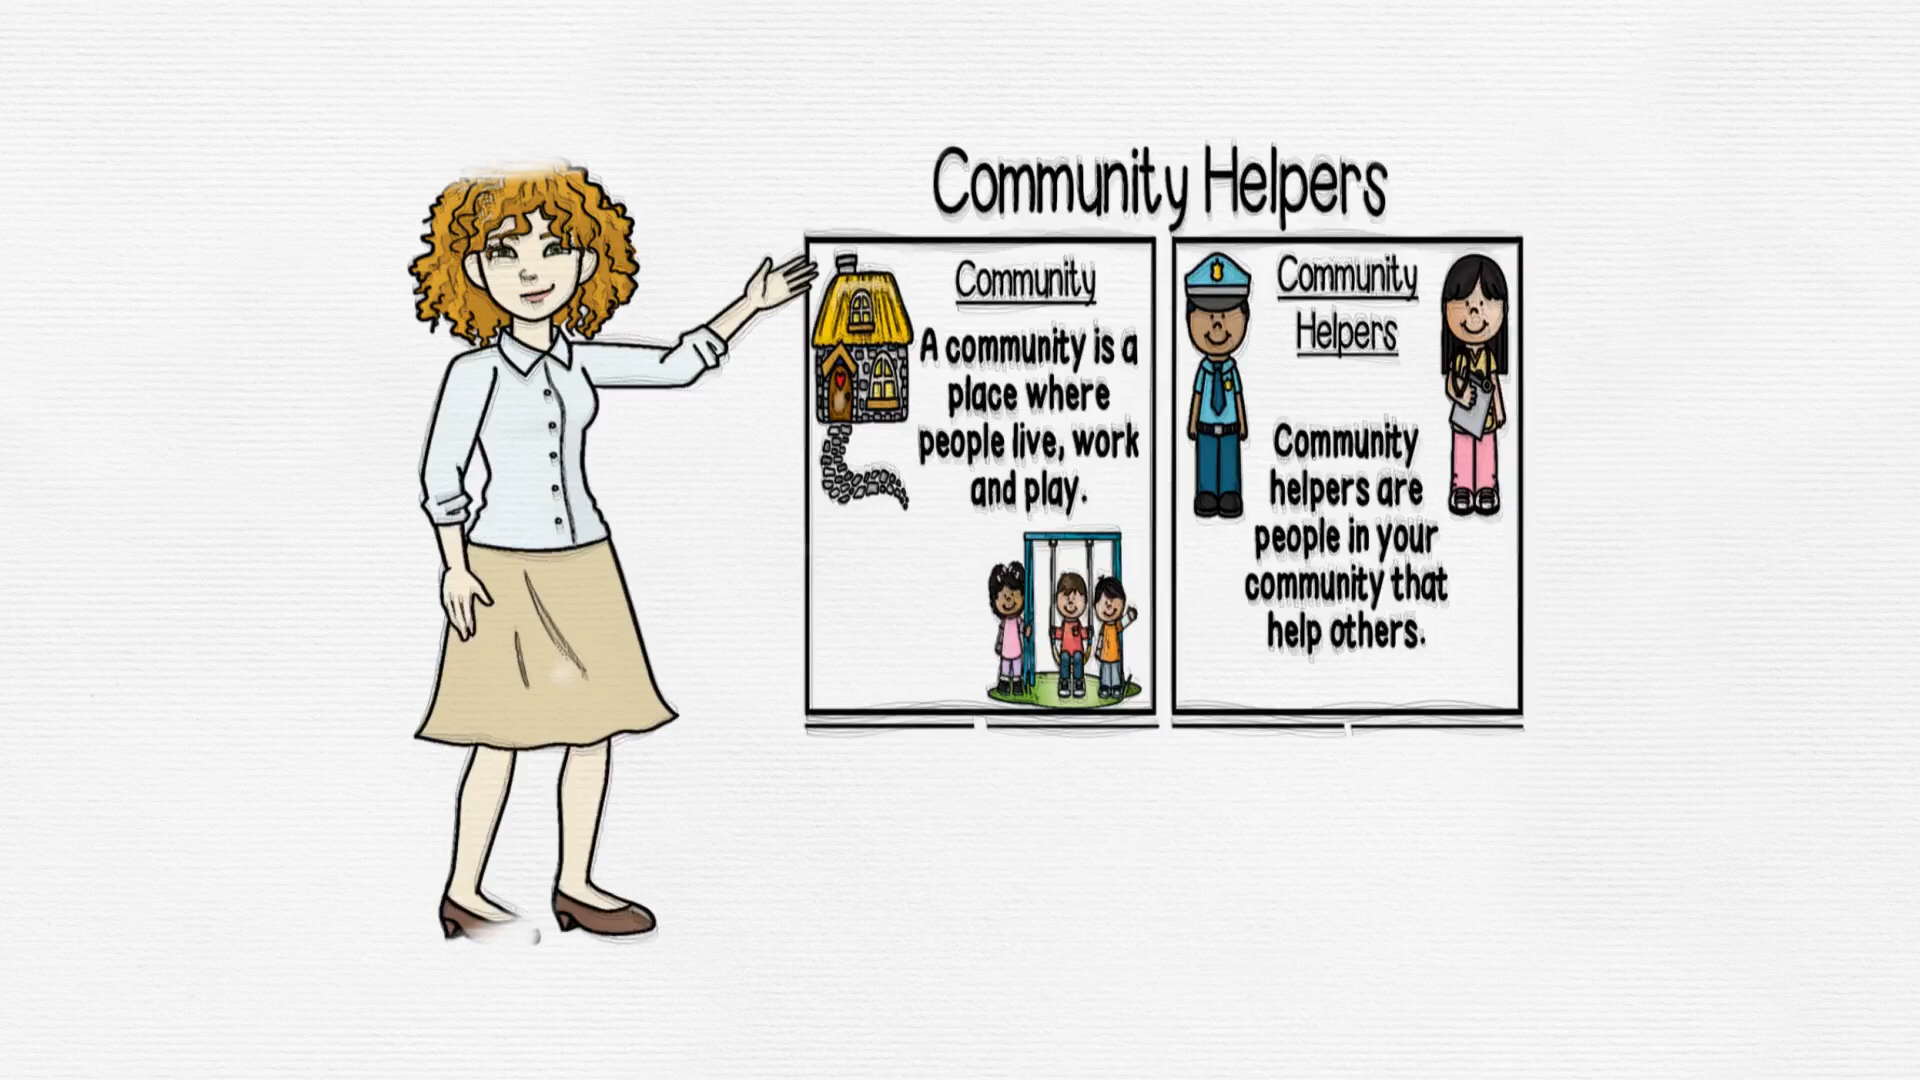 Community Helpers
Community
A community is a
place where
people live, work
and play.
Community
Helpers
Community
helpers are
people in your
community that
help others.